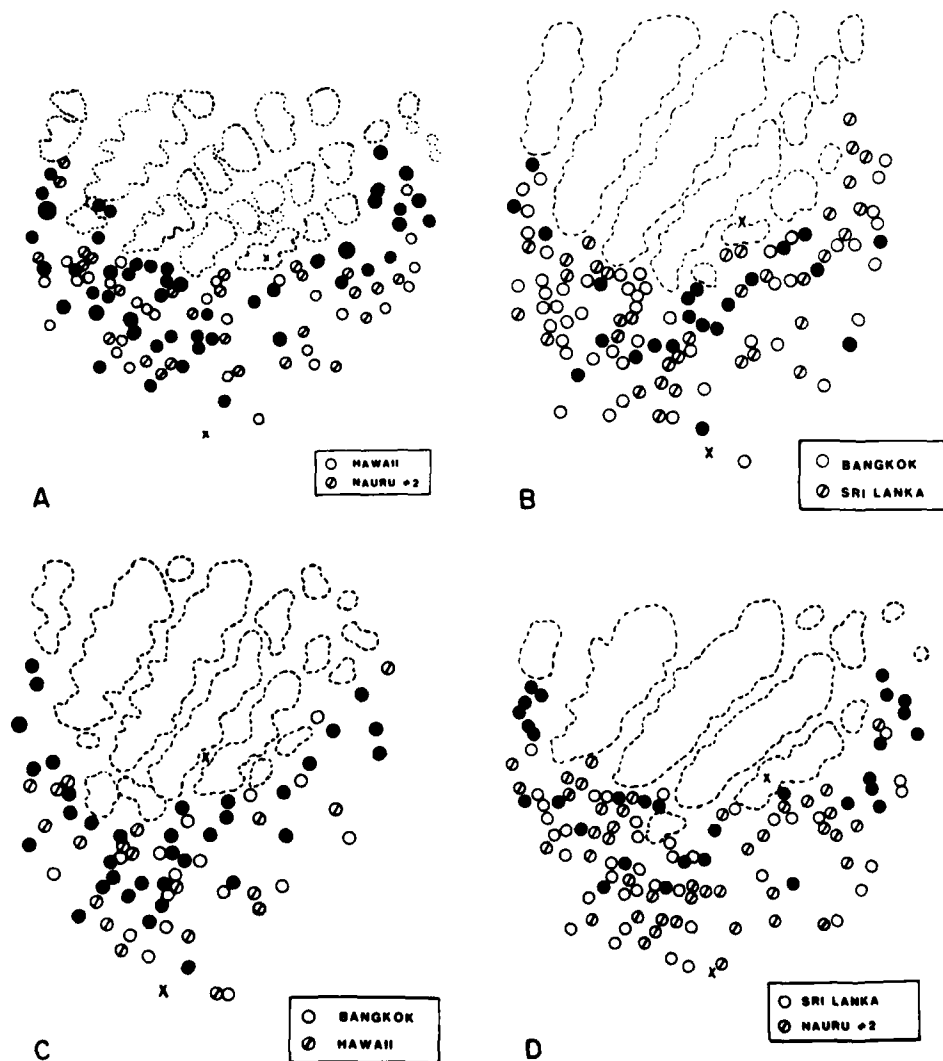 HAWAII
NAURU #2
A
BANGKOK
SRI LANKA
B
BANGKOK
HAWAII
C
SRI LANKA
NAURU #2
D
X
X
X
X
X
X
X
X